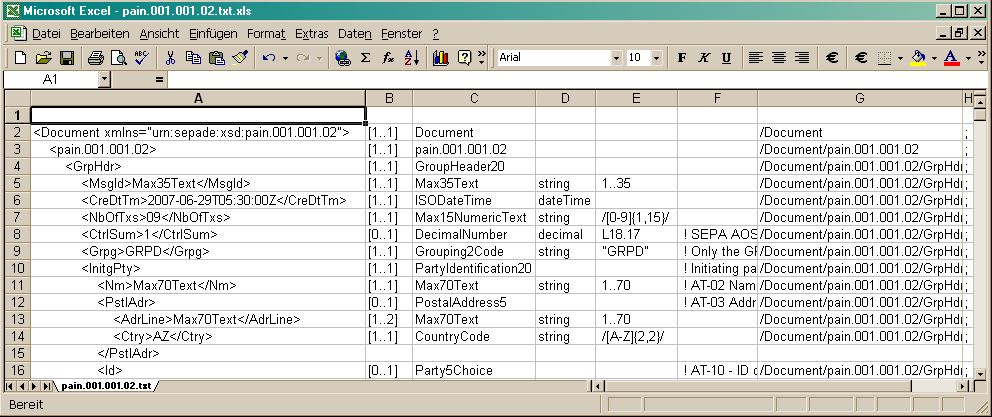 Microsoft Excel - pain.001.001.02.txt.xls
Datei Bearbeiten Ansicht Einfügen Format Extras Daten Fenster ?
ABC Σ fx Arial 10 F K U € €
A1 =
A B C D E F G H
1
2 <Document xmlns="urn:sepade:xsd:pain.001.001.02"> [1..1] Document /Document ;
3 <pain.001.001.02> [1..1] pain.001.001.02 /Document/pain.001.001.02 ;
4 <GrpHdr> [1..1] GroupHeader20 /Document/pain.001.001.02/GrpHdr ;
5 <MsgId>Max35Text</MsgId> [1..1] Max35Text string 1..35 /Document/pain.001.001.02/GrpHdr ;
6 <CreDtTm>2007-06-29T05:30:00Z</CreDtTm> [1..1] ISODateTime dateTime /Document/pain.001.001.02/GrpHdr ;
7 <NbOfTxs>09</NbOfTxs> [1..1] Max15NumericText string /[0-9]{1,15}/ /Document/pain.001.001.02/GrpHdr ;
8 <CtrlSum>1</CtrlSum> [0..1] DecimalNumber decimal L18.17 ! SEPA AOS /Document/pain.001.001.02/GrpHdr ;
9 <Grpg>GRPD</Grpg> [1..1] Grouping2Code string "GRPD" ! Only the GF /Document/pain.001.001.02/GrpHdr ;
10 <InitgPty> [1..1] PartyIdentification20 ! Initiating pa /Document/pain.001.001.02/GrpHdr ;
11 <Nm>Max70Text</Nm> [1..1] Max70Text string 1..70 ! AT-02 Nam /Document/pain.001.001.02/GrpHdr ;
12 <PstlAdr> [0..1] PostalAddress5 ! AT-03 Addr /Document/pain.001.001.02/GrpHdr ;
13 <AdrLine>Max70Text</AdrLine> [1..2] Max70Text string 1..70 /Document/pain.001.001.02/GrpHdr ;
14 <Ctry>AZ</Ctry> [1..1] CountryCode string /[A-Z]{2,2}/ /Document/pain.001.001.02/GrpHdr ;
15 </PstlAdr>
16 <Id> [0..1] Party5Choice ! AT-10 - ID c /Document/pain.001.001.02/GrpHdr ;
pain.001.001.02.txt
Bereit